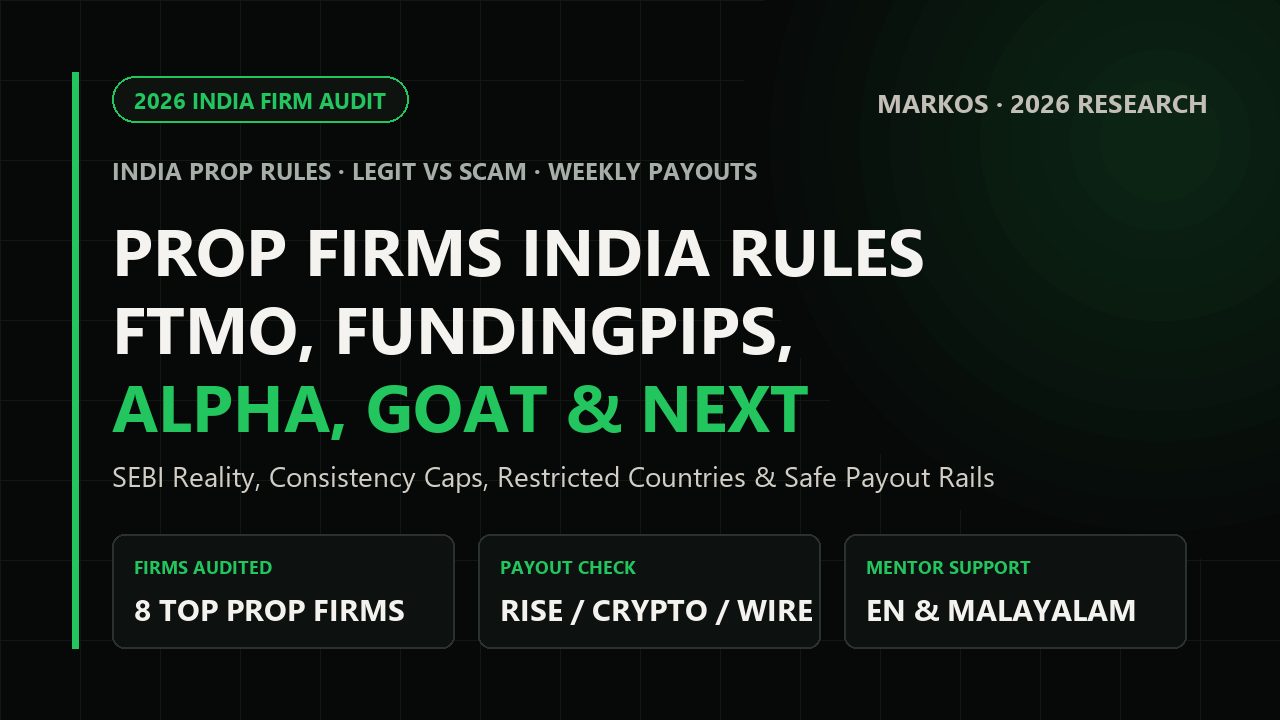 2026 INDIA FIRM AUDIT
MARKOS · 2026 RESEARCH
INDIA PROP RULES · LEGIT VS SCAM · WEEKLY PAYOUTS
PROP FIRMS INDIA RULES
FTMO, FUNDINGPIPS,
ALPHA, GOAT & NEXT
SEBI Reality, Consistency Caps, Restricted Countries & Safe Payout Rails
FIRMS AUDITED
8 TOP PROP FIRMS
PAYOUT CHECK
RISE / CRYPTO / WIRE
MENTOR SUPPORT
EN & MALAYALAM